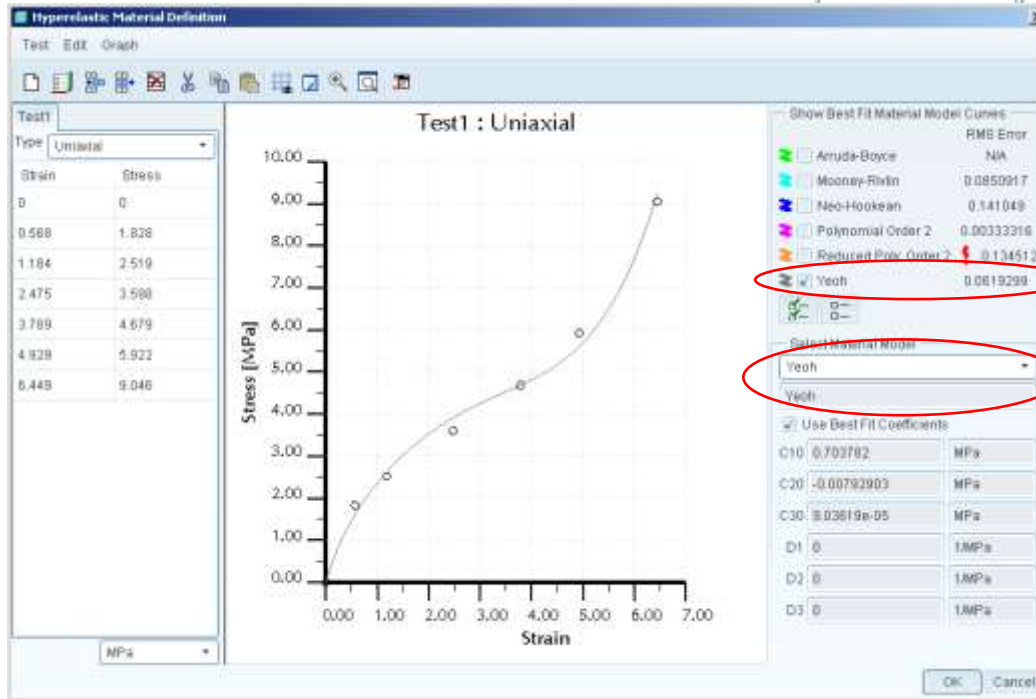 Hyperelastic Material Definition
Test Edit Graph
Test1
Type Uniaxial
Strain Stress
0 0
0.568 1.828
1.184 2.519
2.475 3.598
3.789 4.679
4.929 5.922
6.449 9.046
MPa
Test1 : Uniaxial
10.00
9.00
8.00
7.00
6.00
5.00
4.00
3.00
2.00
1.00
0.00
Stress [MPa]
0.00 1.00 2.00 3.00 4.00 5.00 6.00 7.00
Strain
Show Best Fit Material Model Curves
RMS Error
Arruda-Boyce N/A
Mooney-Rivlin 0.0850917
Neo-Hookean 0.141049
Polynomial Order 2 0.00333316
Reduced Poly. Order 2 0.134512
Yeoh 0.0619299
Select Material Model
Yeoh
Yeoh
Use Best Fit Coefficients
C10 0.703782 MPa
C20 -0.00792903 MPa
C30 9.03619e-05 MPa
D1 0 1/MPa
D2 0 1/MPa
D3 0 1/MPa
OK Cancel